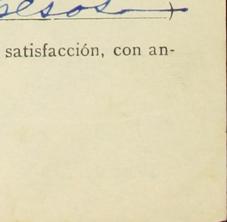 pesos )
satisfacción, con an-